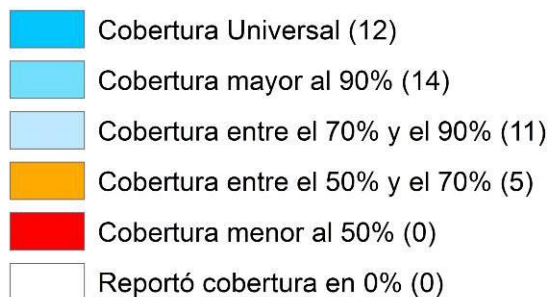 Cobertura Universal (12)
Cobertura mayor al 90% (14)
Cobertura entre el 70% y el 90% (11)
Cobertura entre el 50% y el 70% (5)
Cobertura menor al 50% (0)
Reportó cobertura en 0% (0)